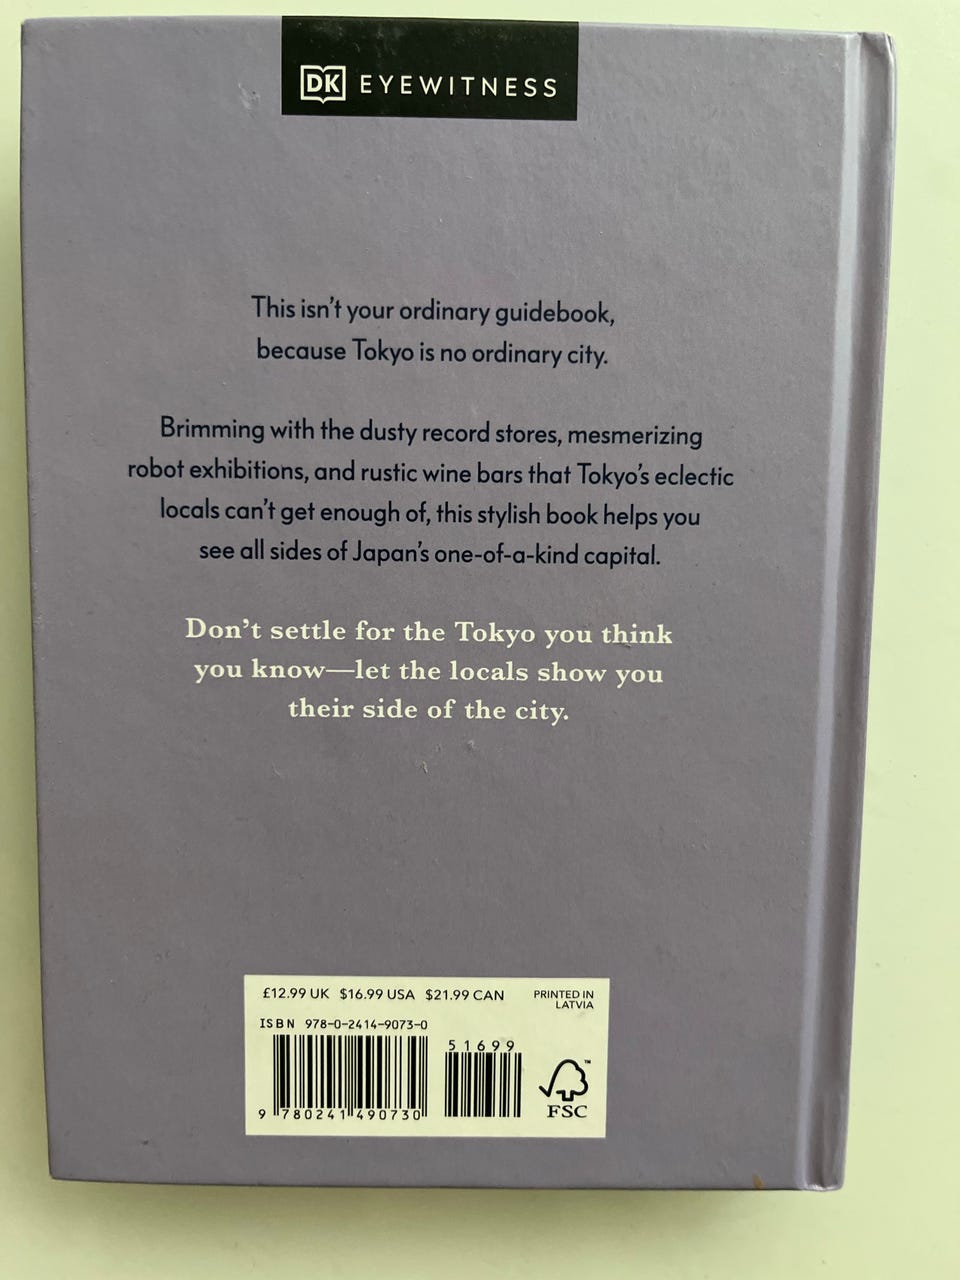 DK EYEWITNESS
This isn't your ordinary guidebook,
because Tokyo is no ordinary city.
Brimming with the dusty record stores, mesmerizing
robot exhibitions, and rustic wine bars that Tokyo's eclectic
locals can't get enough of, this stylish book helps you
see all sides of Japan's one-of-a-kind capital.
Don't settle for the Tokyo you think
you know—let the locals show you
their side of the city.
£12.99 UK $16.99 USA $21.99 CAN
PRINTED IN
LATVIA
ISBN 978-0-2414-9073-0
51699
9 780241 490730
™
FSC